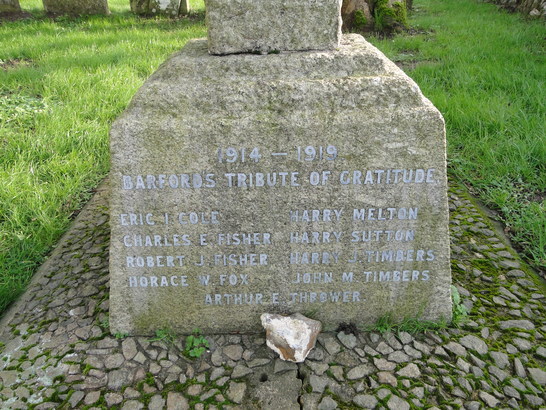 1914 — 1919
BARFORDS TRIBUTE OF GRATITUDE
ERIC I COLE HARRY MELTON
CHARLES E FISHER HARRY SUTTON
ROBERT J FISHER HARRY J TIMBERS
HORACE W FOX JOHN M TIMBERS
ARTHUR E THROWER